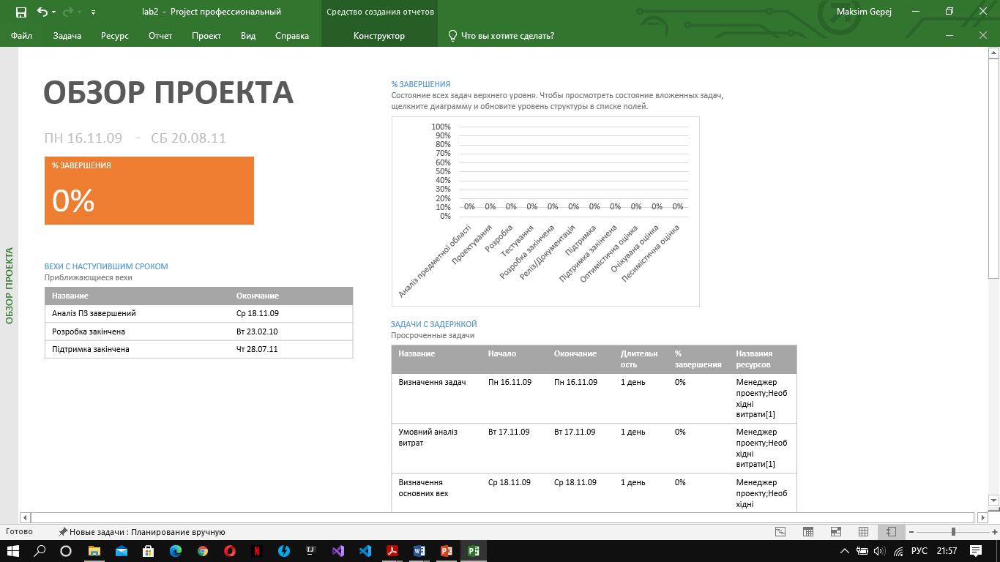 lab2 - Project профессиональный
Средство создания отчетов
Maksim Gepej
Файл
Задача
Ресурс
Отчет
Проект
Вид
Справка
Конструктор
Что вы хотите сделать?
ОБЗОР ПРОЕКТА
ОБЗОР ПРОЕКТА
ПН 16.11.09 - СБ 20.08.11
% ЗАВЕРШЕНИЯ
0%
ВЕХИ С НАСТУПИВШИМ СРОКОМ
Приближающиеся вехи
Название Окончание
Аналіз ПЗ завершений Ср 18.11.09
Розробка закінчена Вт 23.02.10
Підтримка закінчена Чт 28.07.11
% ЗАВЕРШЕНИЯ
Состояние всех задач верхнего уровня. Чтобы просмотреть состояние вложенных задач,
щелкните диаграмму и обновите уровень структуры в списке полей.
100%
90%
80%
70%
60%
50%
40%
30%
20%
10%
0%
0% 0% 0% 0% 0% 0% 0% 0% 0% 0% 0%
Аналіз предметної області
Проектування
Розробка
Тестування
Розробка закінчена
Реліз/Документація
Підтримка
Підтримка закінчена
Оптимістична оцінка
Очікувана оцінка
Песимістична оцінка
ЗАДАЧИ С ЗАДЕРЖКОЙ
Просроченные задачи
Название Начало Окончание Длительн % Названия
ость завершения ресурсов
Визначення задач Пн 16.11.09 Пн 16.11.09 1 день 0% Менеджер
проекту;Необ
хідні
витрати[1]
Умовний аналіз Вт 17.11.09 Вт 17.11.09 1 день 0% Менеджер
витрат проекту;Необ
хідні
витрати[1]
Визначення Ср 18.11.09 Ср 18.11.09 1 день 0% Менеджер
основних вех проекту;Необ
хідні
Готово
Новые задачи : Планирование вручную
РУС
21:57